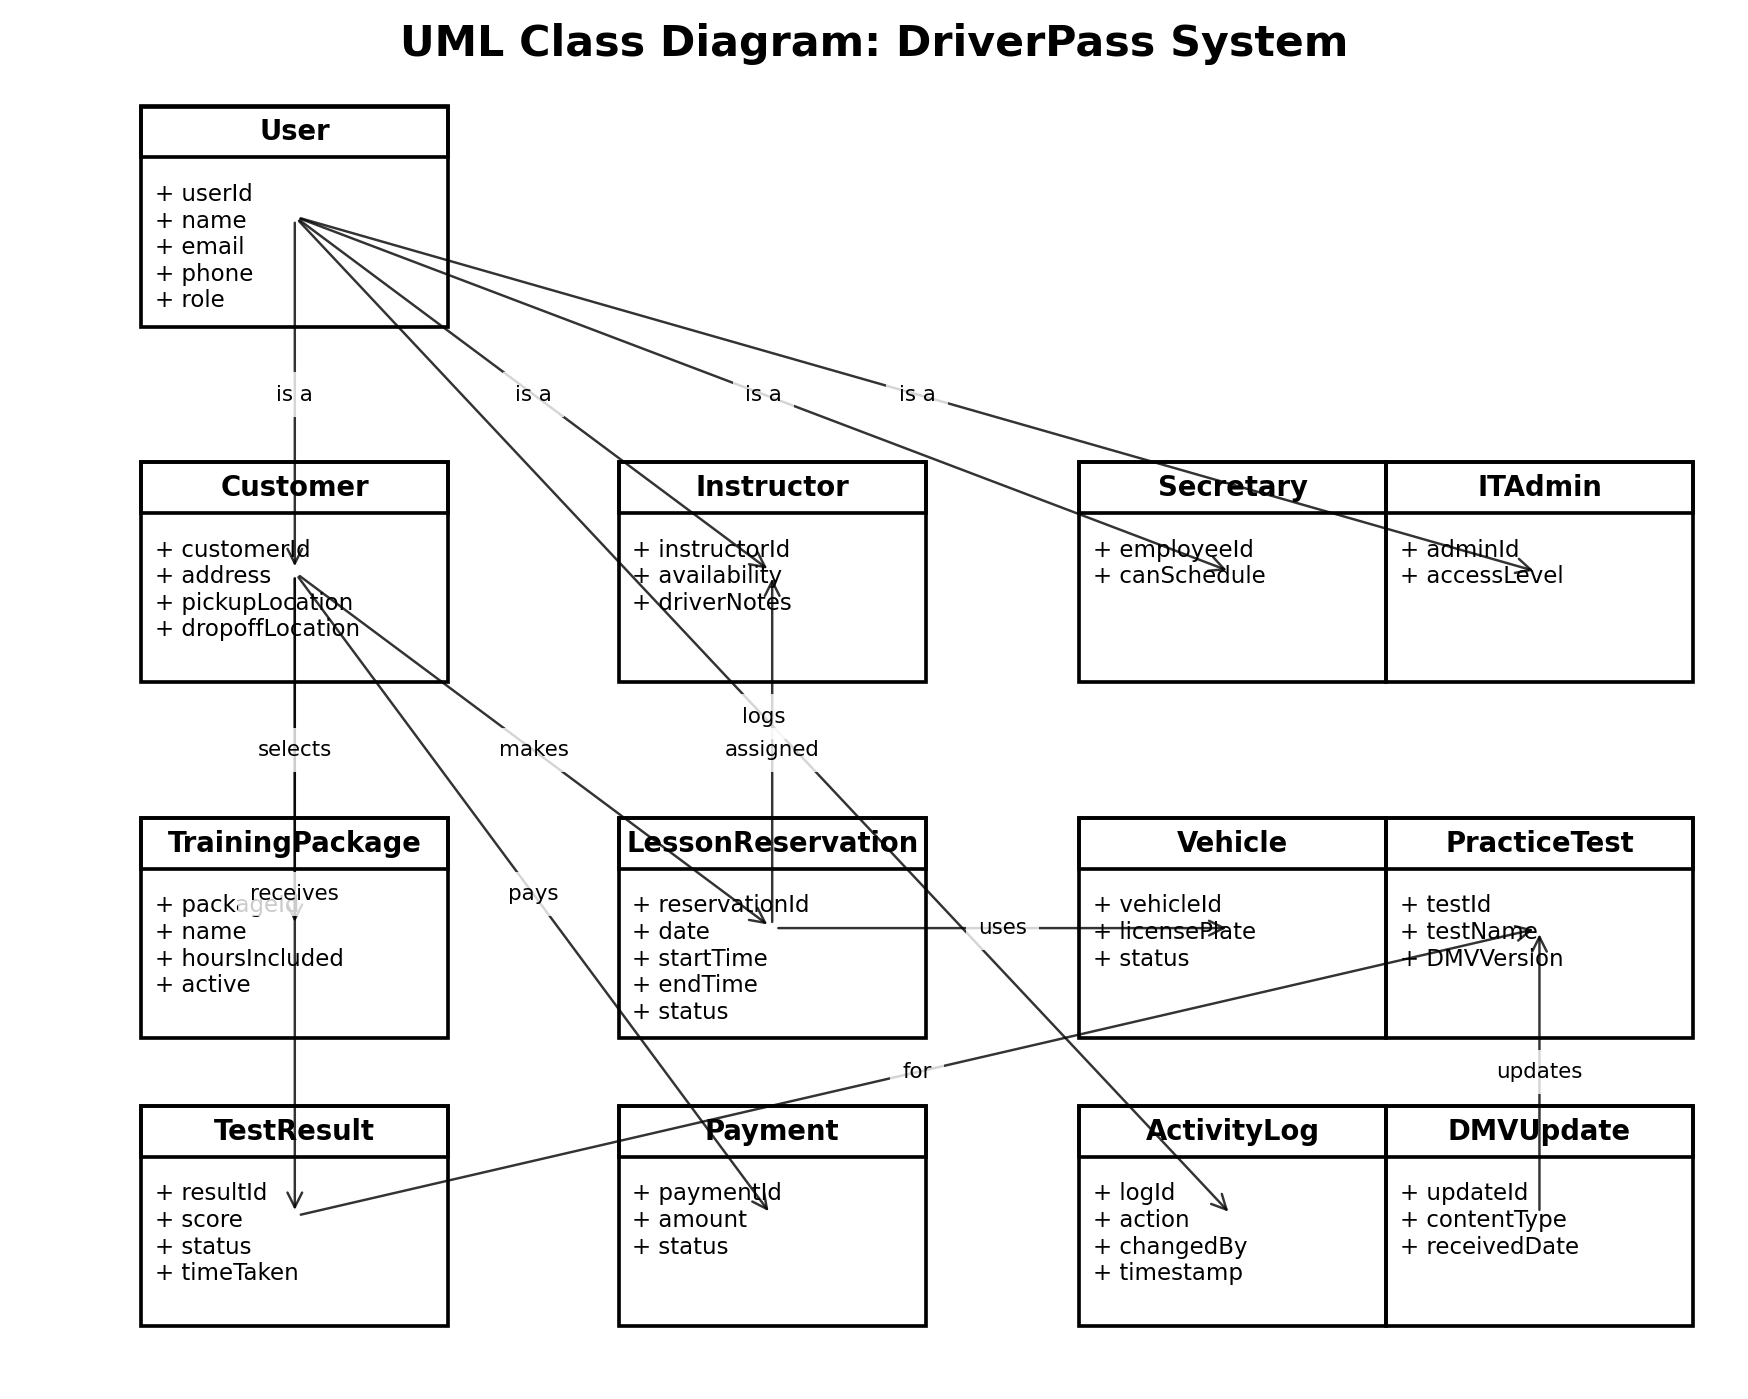 UML Class Diagram: DriverPass System
User
+ userId
+ name
+ email
+ phone
+ role
is a
is a
is a
is a
Customer
+ customerId
+ address
+ pickupLocation
+ dropoffLocation
Instructor
+ instructorId
+ availability
+ driverNotes
Secretary
+ employeeId
+ canSchedule
ITAdmin
+ adminId
+ accessLevel
logs
selects
makes
assigned
TrainingPackage
+ packageId
+ name
+ hoursIncluded
+ active
receives
pays
LessonReservation
+ reservationId
+ date
+ startTime
+ endTime
+ status
uses
Vehicle
+ vehicleId
+ licensePlate
+ status
PracticeTest
+ testId
+ testName
+ DMVVersion
for
updates
TestResult
+ resultId
+ score
+ status
+ timeTaken
Payment
+ paymentId
+ amount
+ status
ActivityLog
+ logId
+ action
+ changedBy
+ timestamp
DMVUpdate
+ updateId
+ contentType
+ receivedDate